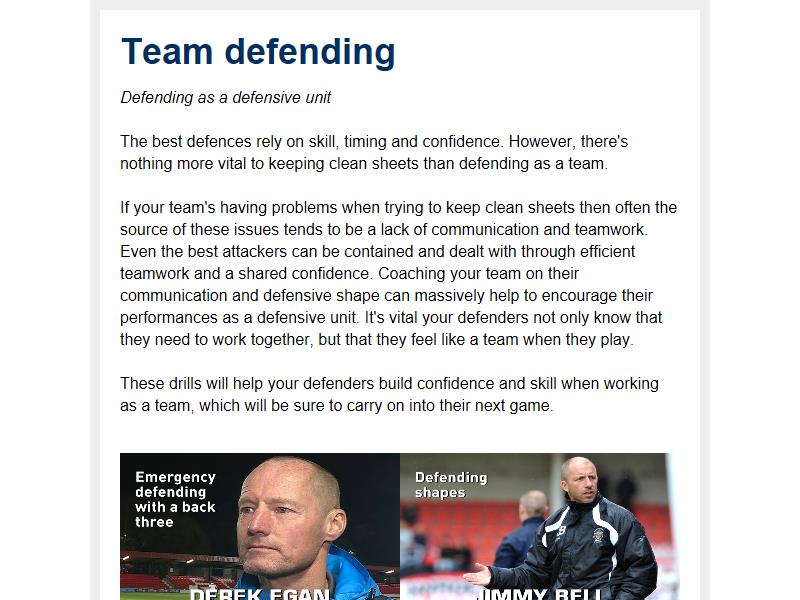 Team defending
Defending as a defensive unit
The best defences rely on skill, timing and confidence. However, there's
nothing more vital to keeping clean sheets than defending as a team.
If your team's having problems when trying to keep clean sheets then often the
source of these issues tends to be a lack of communication and teamwork.
Even the best attackers can be contained and dealt with through efficient
teamwork and a shared confidence. Coaching your team on their
communication and defensive shape can massively help to encourage their
performances as a defensive unit. It's vital your defenders not only know that
they need to work together, but that they feel like a team when they play.
These drills will help your defenders build confidence and skill when working
as a team, which will be sure to carry on into their next game.
Emergency
defending
with a back
three
DEREK EGAN
Defending
shapes
JIMMY BELL